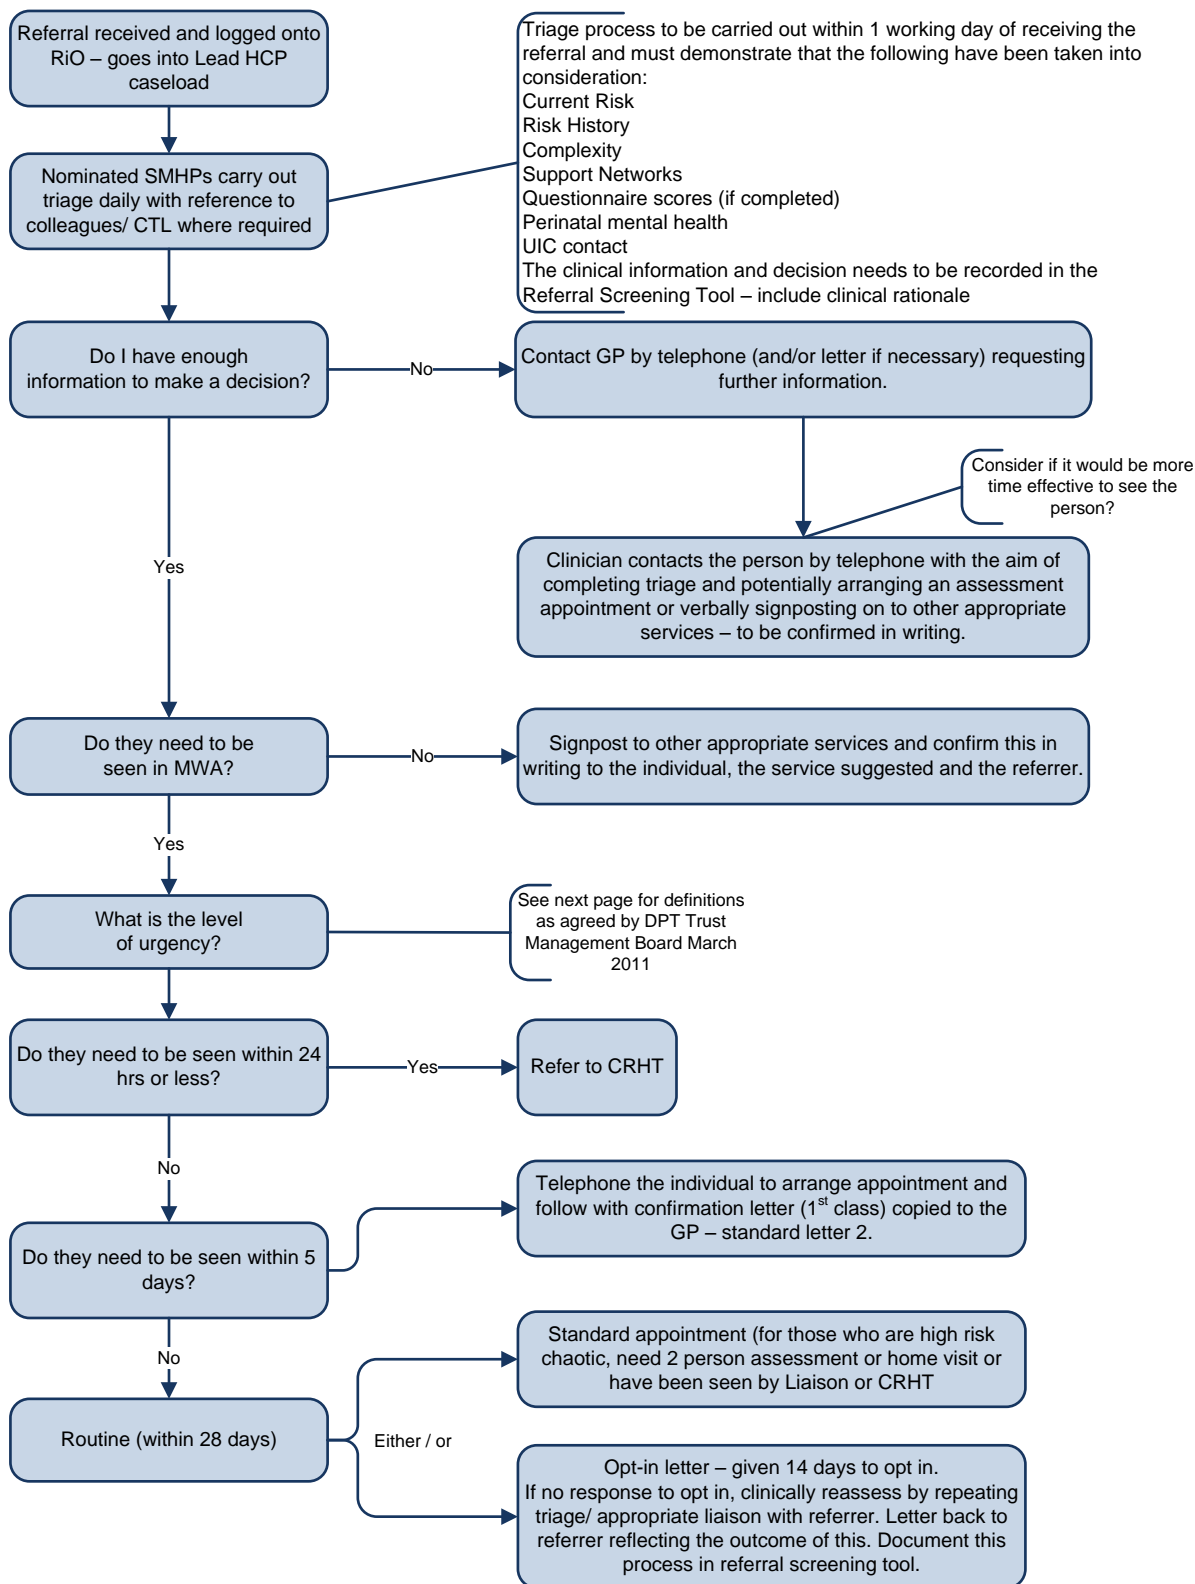 Referral received and logged onto
RiO – goes into Lead HCP
caseload
Triage process to be carried out within 1 working day of receiving the
referral and must demonstrate that the following have been taken into
consideration:
Current Risk
Risk History
Complexity
Support Networks
Questionnaire scores (if completed)
Perinatal mental health
UIC contact
The clinical information and decision needs to be recorded in the
Referral Screening Tool – include clinical rationale
Nominated SMHPs carry out
triage daily with reference to
colleagues/ CTL where required
Do I have enough
information to make a decision?
No
Contact GP by telephone (and/or letter if necessary) requesting
further information.
Consider if it would be more
time effective to see the
person?
Clinician contacts the person by telephone with the aim of
completing triage and potentially arranging an assessment
appointment or verbally signposting on to other appropriate
services – to be confirmed in writing.
Yes
Do they need to be
seen in MWA?
No
Signpost to other appropriate services and confirm this in
writing to the individual, the service suggested and the referrer.
Yes
What is the level
of urgency?
See next page for definitions
as agreed by DPT Trust
Management Board March
2011
Do they need to be seen within 24
hrs or less?
Yes
Refer to CRHT
No
Telephone the individual to arrange appointment and
follow with confirmation letter (1st class) copied to the
GP – standard letter 2.
Do they need to be seen within 5
days?
No
Standard appointment (for those who are high risk
chaotic, need 2 person assessment or home visit or
have been seen by Liaison or CRHT
Routine (within 28 days)
Either / or
Opt-in letter – given 14 days to opt in.
If no response to opt in, clinically reassess by repeating
triage/ appropriate liaison with referrer. Letter back to
referrer reflecting the outcome of this. Document this
process in referral screening tool.